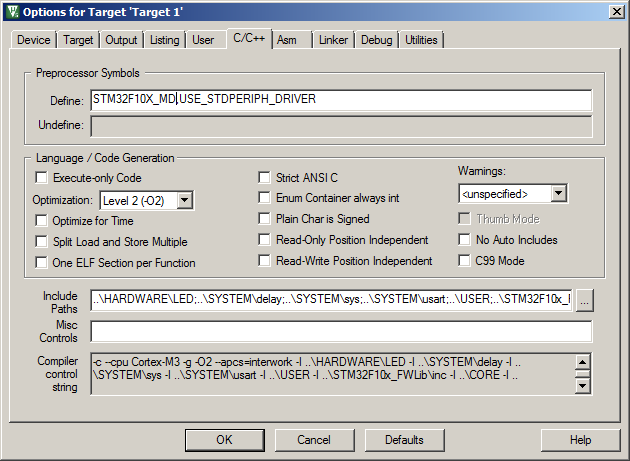 Options for Target 'Target 1'
Device Target Output Listing User C/C++ Asm Linker Debug Utilities
Preprocessor Symbols
Define: STM32F10X_MD,USE_STDPERIPH_DRIVER
Undefine:
Language / Code Generation
Execute-only Code Strict ANSI C Warnings:
Optimization: Level 2 (-O2) Enum Container always int <unspecified>
Optimize for Time Plain Char is Signed Thumb Mode
Split Load and Store Multiple Read-Only Position Independent No Auto Includes
One ELF Section per Function Read-Write Position Independent C99 Mode
Include Paths ..\HARDWARE\LED;..\SYSTEM\delay;..\SYSTEM\sys;..\SYSTEM\usart;..\USER;..\STM32F10x_F ...
Misc Controls
Compiler control string -c --cpu Cortex-M3 -g -O2 --apcs=interwork -I ..\HARDWARE\LED -I ..\SYSTEM\delay -I ..
\SYSTEM\sys -I ..\SYSTEM\usart -I ..\USER -I ..\STM32F10x_FWLib\inc -I ..\CORE -I ..
OK Cancel Defaults Help